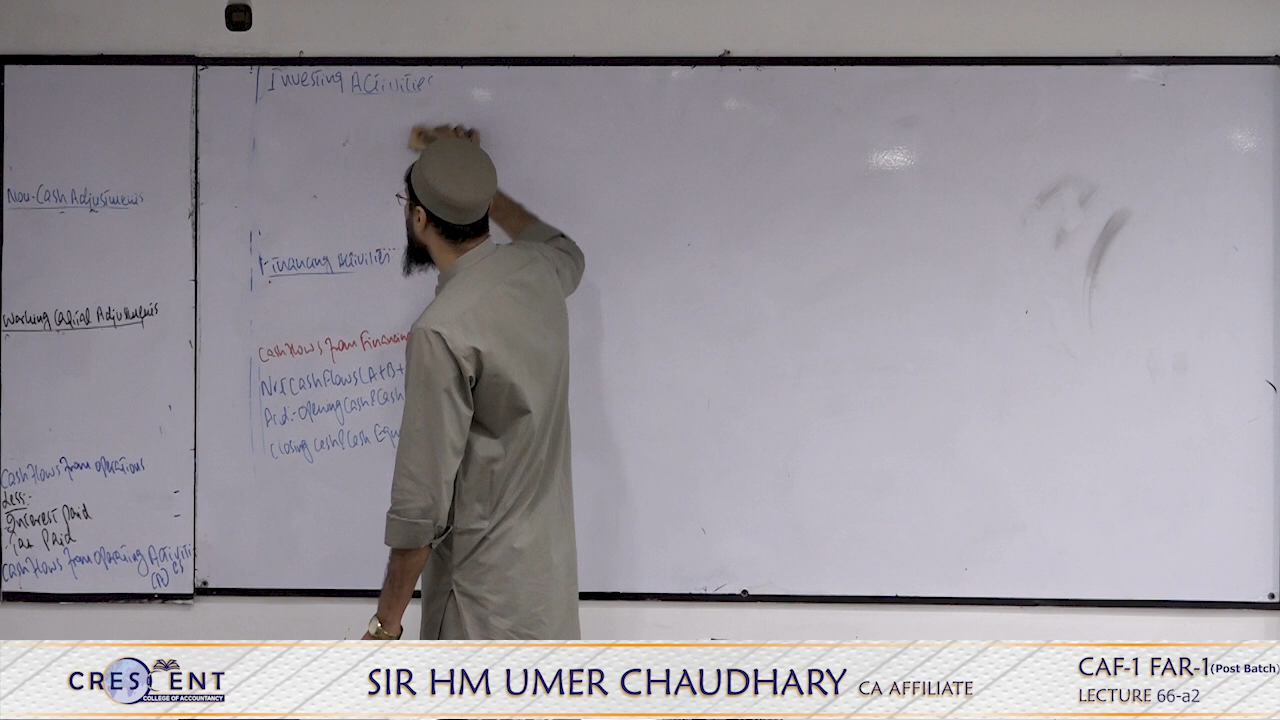 Non-Cash Adjustments
Working Capital Adjustments
Cash flows from operations
Less:-
Interest paid
Tax Paid
Cash flows from operating Activities
(A)
Investing Activities
Financing Activities
Cash flows from Financin
Net Cash Flows (A+B+
Add:- Opening Cash & Cash
Closing Cash & Cash Equ
CRESCENT
COLLEGE OF ACCOUNTANCY
SIR HM UMER CHAUDHARY, CA AFFILIATE
CAF-1 FAR-1 (Post Batch)
LECTURE 66-a2